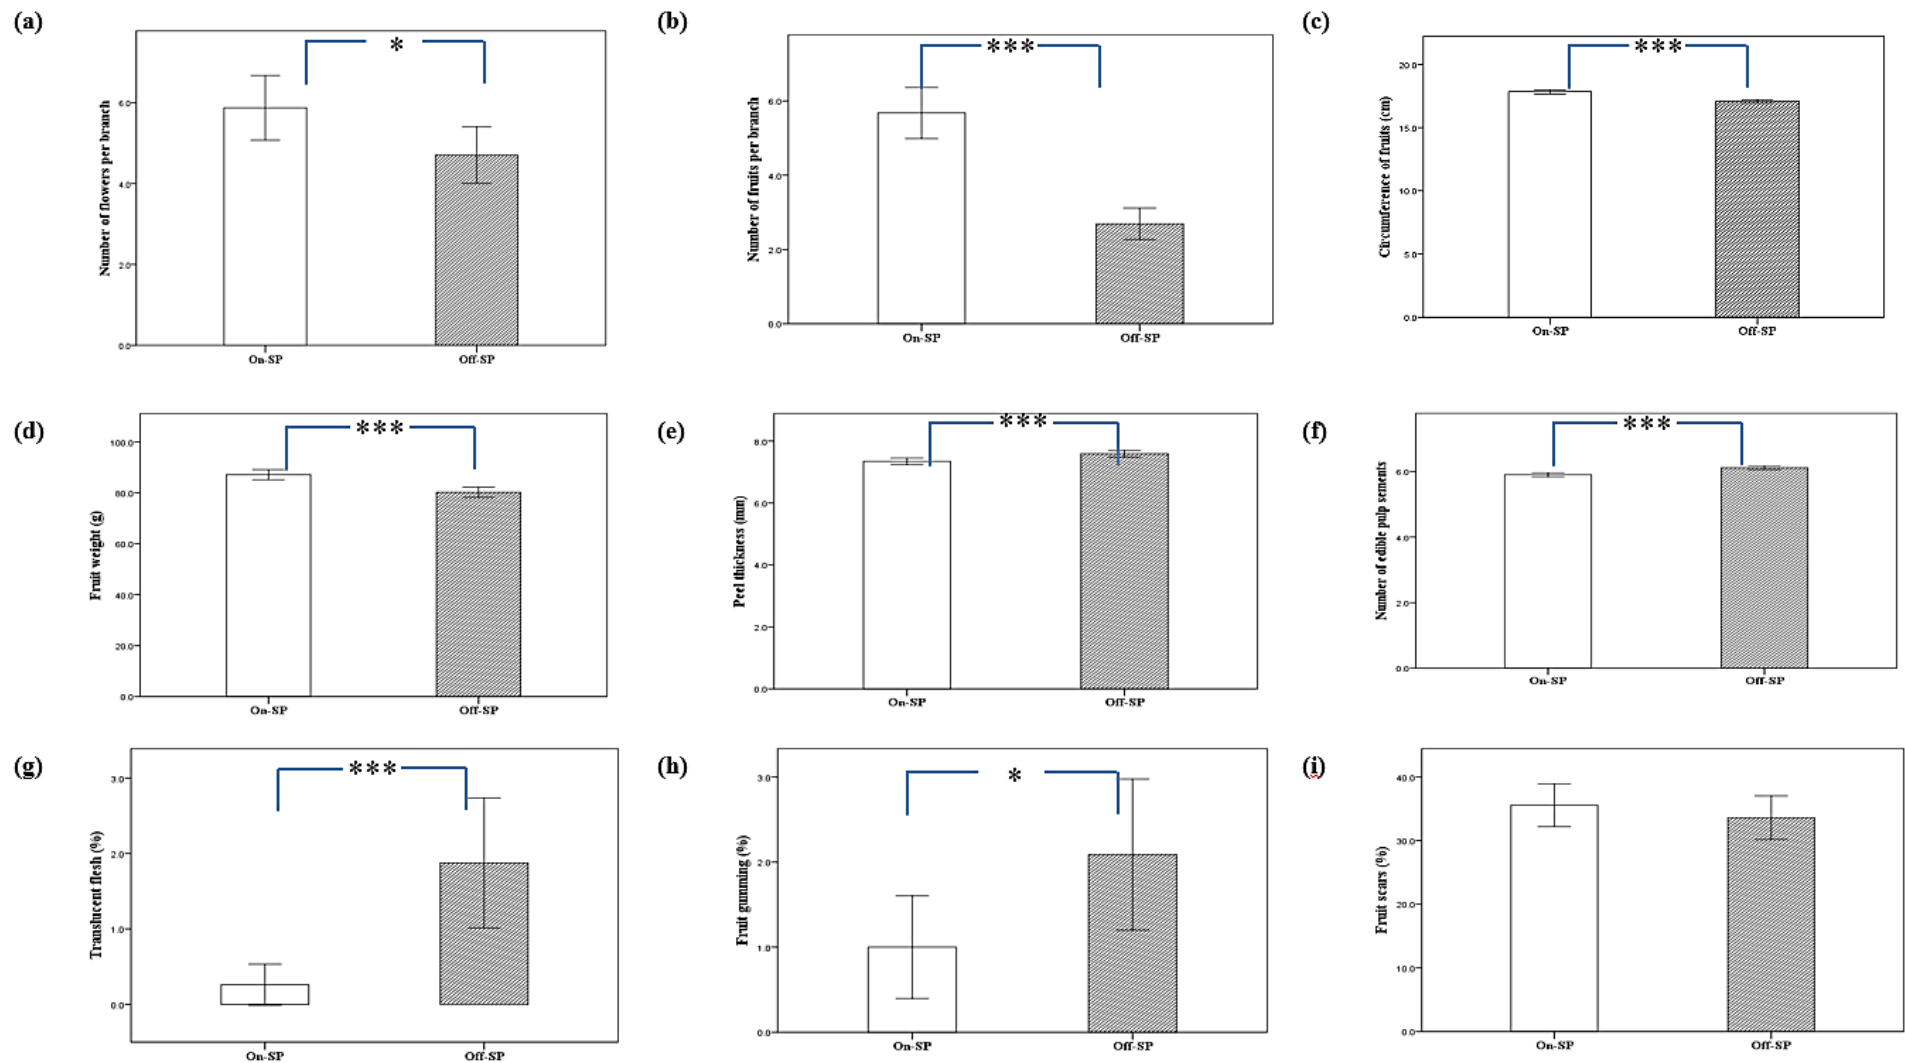 (a)
*
Number of flowers per branch
6.0
4.0
2.0
0.0
On-SP
Off-SP
(b)
***
Number of fruits per branch
6.0
4.0
2.0
0.0
On-SP
Off-SP
(c)
***
Circumference of fruits (cm)
20.0
15.0
10.0
5.0
0.0
On-SP
Off-SP
(d)
***
Fruit weight (g)
100.0
80.0
60.0
40.0
20.0
0.0
On-SP
Off-SP
(e)
***
Peel thickness (mm)
8.0
6.0
4.0
2.0
0.0
On-SP
Off-SP
(f)
***
Number of edible pulp sements
6.0
4.0
2.0
0.0
On-SP
Off-SP
(g)
***
Translucent flesh (%)
3.0
2.0
1.0
0.0
On-SP
Off-SP
(h)
*
Fruit gumming (%)
3.0
2.0
1.0
0.0
On-SP
Off-SP
(i)
Fruit scars (%)
40.0
30.0
20.0
10.0
0.0
On-SP
Off-SP